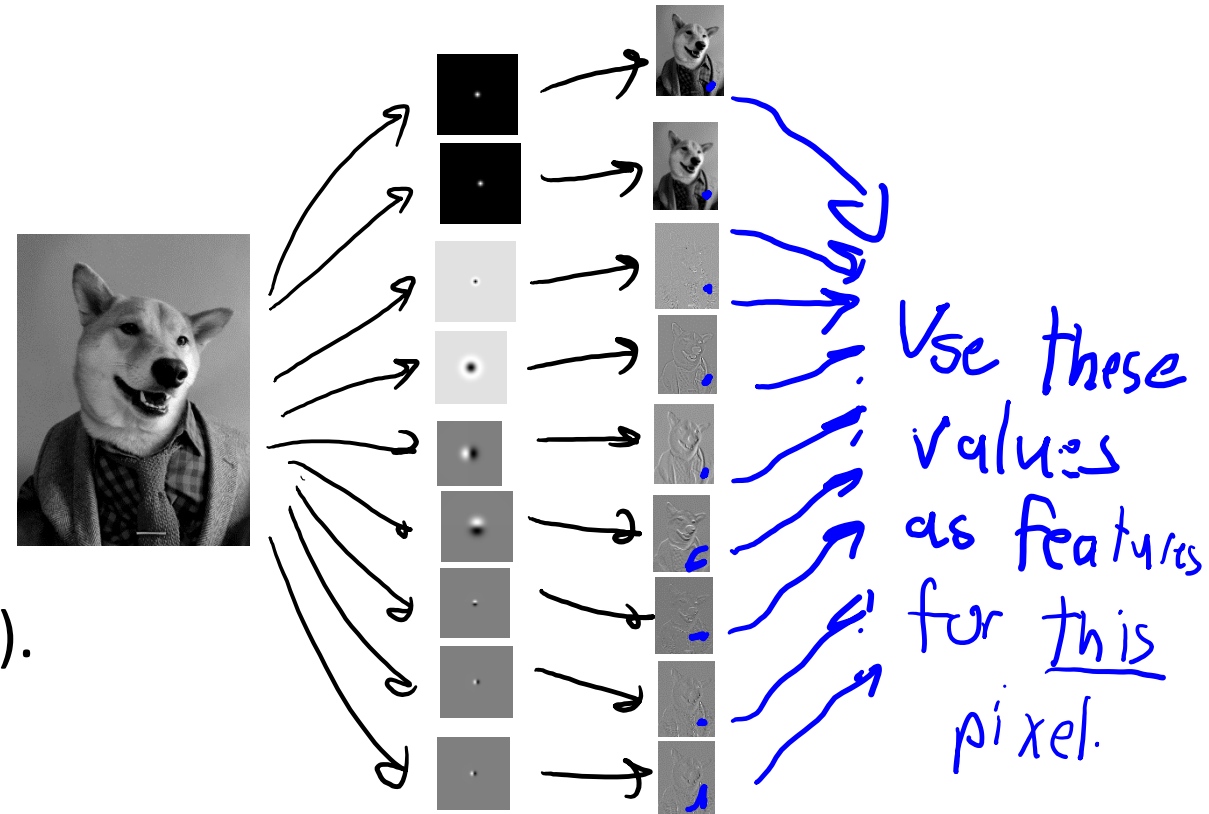 Use these
values
as features
for this
pixel.
).